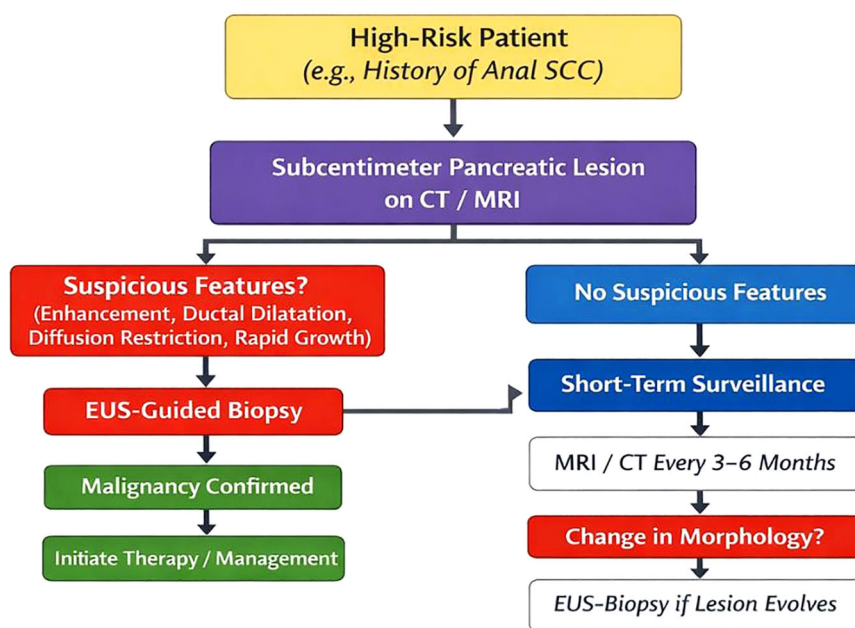 High-Risk Patient
(e.g., History of Anal SCC)
Subcentimeter Pancreatic Lesion
on CT / MRI
Suspicious Features?
(Enhancement, Ductal Dilatation,
Diffusion Restriction, Rapid Growth)
EUS-Guided Biopsy
Malignancy Confirmed
Initiate Therapy / Management
No Suspicious Features
Short-Term Surveillance
MRI / CT Every 3–6 Months
Change in Morphology?
EUS-Biopsy if Lesion Evolves